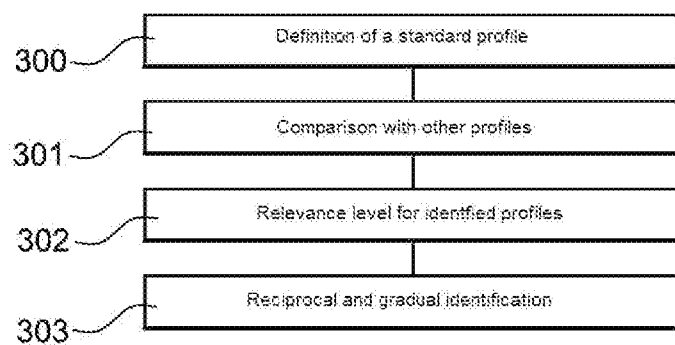 300 Definition of a standard profile
301 Comparison with other profiles
302 Relevance level for identfied profiles
303 Reciprocal and gradual identification